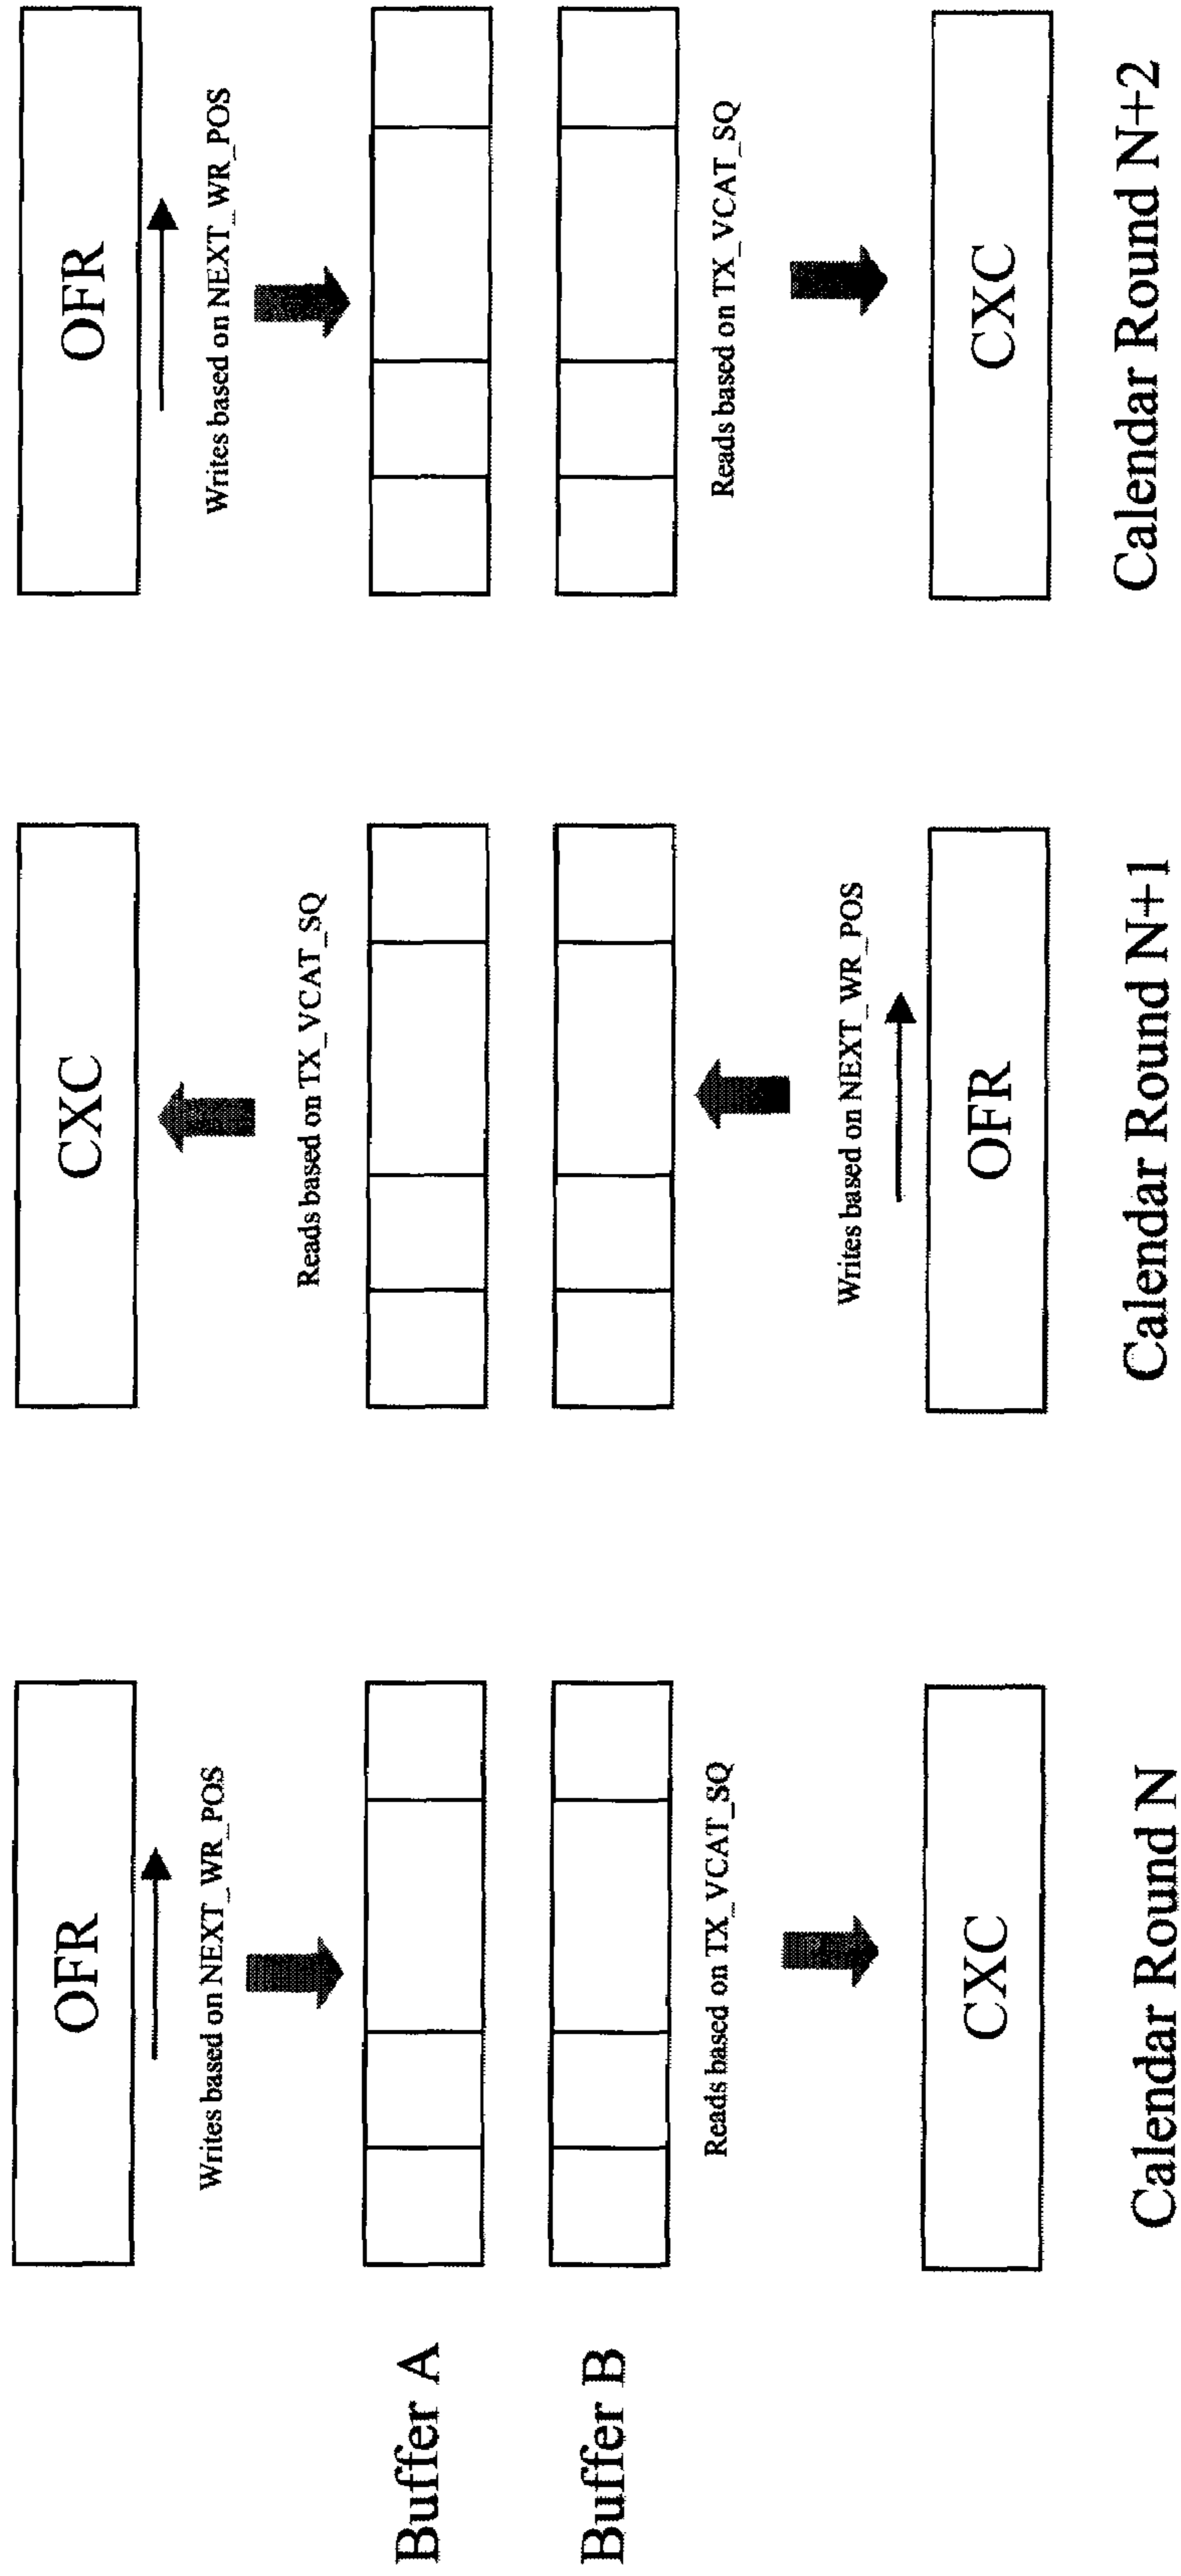 OFR
CXC
OFR
Writes based on NEXT_WR_POS
Reads based on TX_VCAT_SQ
Writes based on NEXT_WR_POS
Buffer A
Buffer B
Reads based on TX_VCAT_SQ
Writes based on NEXT_WR_POS
Reads based on TX_VCAT_SQ
CXC
OFR
CXC
Calendar Round N
Calendar Round N+1
Calendar Round N+2